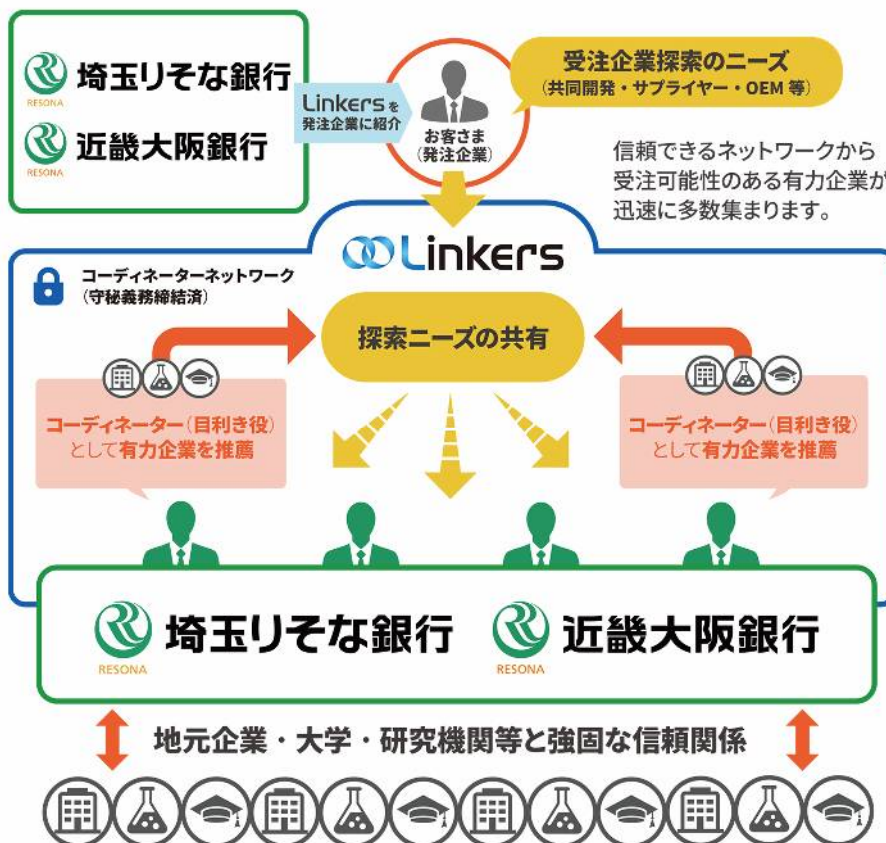 埼玉りそな銀行
RESONA
近畿大阪銀行
RESONA
Linkersを
発注企業に紹介
お客さま
(発注企業)
受注企業探索のニーズ
(共同開発・サプライヤー・OEM 等)
信頼できるネットワークから
受注可能性のある有力企業が
迅速に多数集まります。
Linkers
コーディネーターネットワーク
(守秘義務締結済)
探索ニーズの共有
コーディネーター(目利き役)
として有力企業を推薦
コーディネーター(目利き役)
として有力企業を推薦
埼玉りそな銀行
RESONA
近畿大阪銀行
RESONA
地元企業・大学・研究機関等と強固な信頼関係